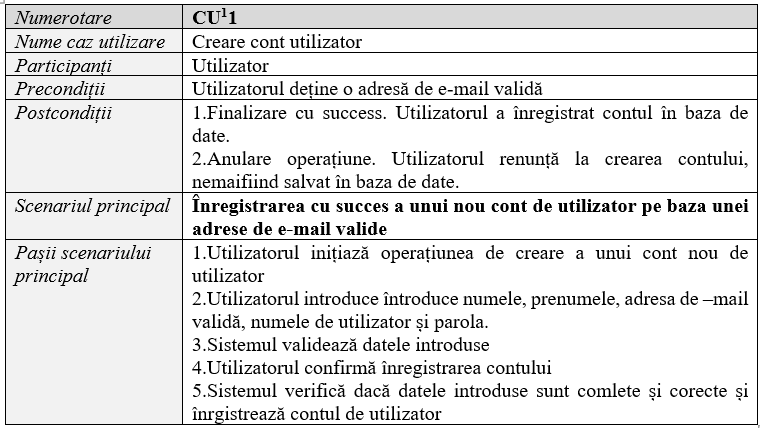 Numerotare CU¹1
Nume caz utilizare Creare cont utilizator
Participanți Utilizator
Precondiții Utilizatorul deține o adresă de e-mail validă
Postcondiții 1.Finalizare cu success. Utilizatorul a înregistrat contul în baza de
date.
2.Anulare operațiune. Utilizatorul renunță la crearea contului,
nemaifiind salvat în baza de date.
Scenariul principal Înregistrarea cu succes a unui nou cont de utilizator pe baza unei
adrese de e-mail valide
Pașii scenariului principal 1.Utilizatorul inițiază operațiunea de creare a unui cont nou de
utilizator
2.Utilizatorul introduce întroduce numele, prenumele, adresa de –mail
validă, numele de utilizator și parola.
3.Sistemul validează datele introduse
4.Utilizatorul confirmă înregistrarea contului
5.Sistemul verifică dacă datele introduse sunt comlete și corecte și
înrgistrează contul de utilizator